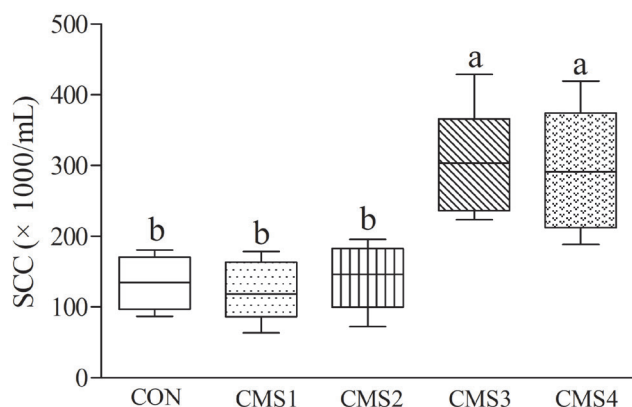 SCC (× 1000/mL)
500
400
300
200
100
0
b
b
b
a
a
CON
CMS1
CMS2
CMS3
CMS4